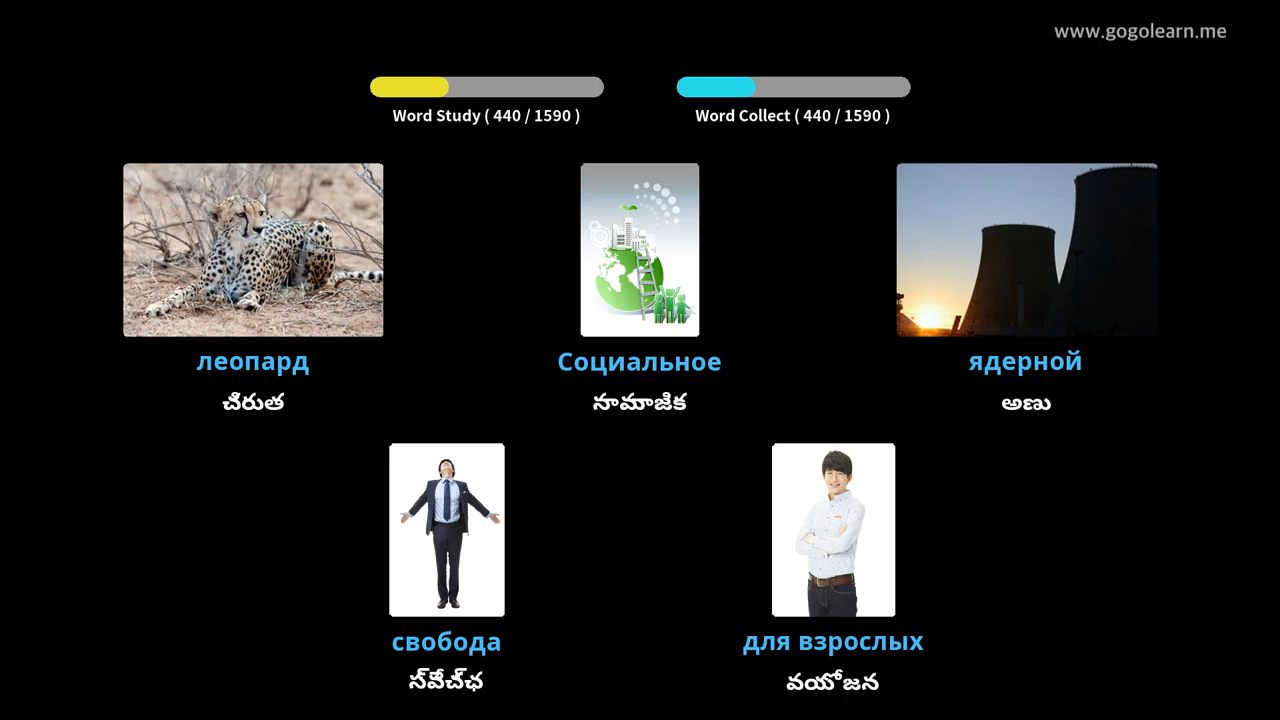 www.gogolearn.me
Word Study ( 440 / 1590 )
Word Collect ( 440 / 1590 )
леопард
Социальное
ядерной
చిరుత
సామాజిక
అణు
свобода
для взрослых
స్వేచ్ఛ
వయోజన